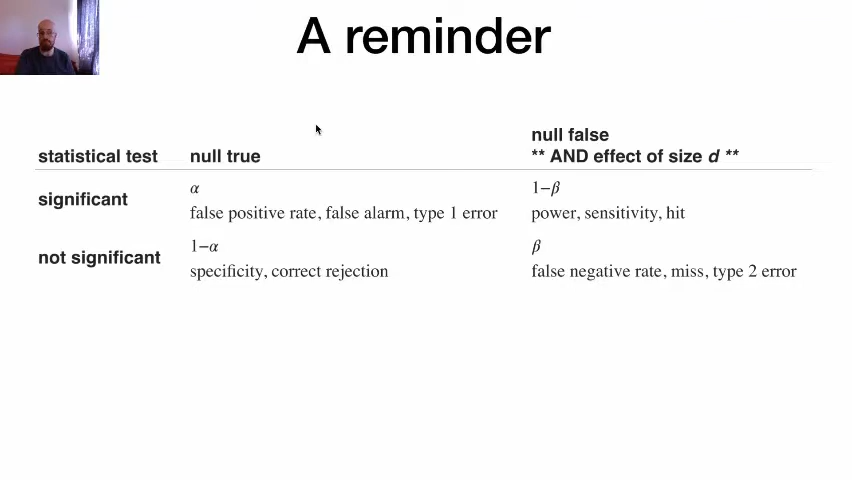 A reminder
null false
statistical test null true ** AND effect of size d **
α 1−β
significant
false positive rate, false alarm, type 1 error power, sensitivity, hit
1−α β
not significant
specificity, correct rejection false negative rate, miss, type 2 error